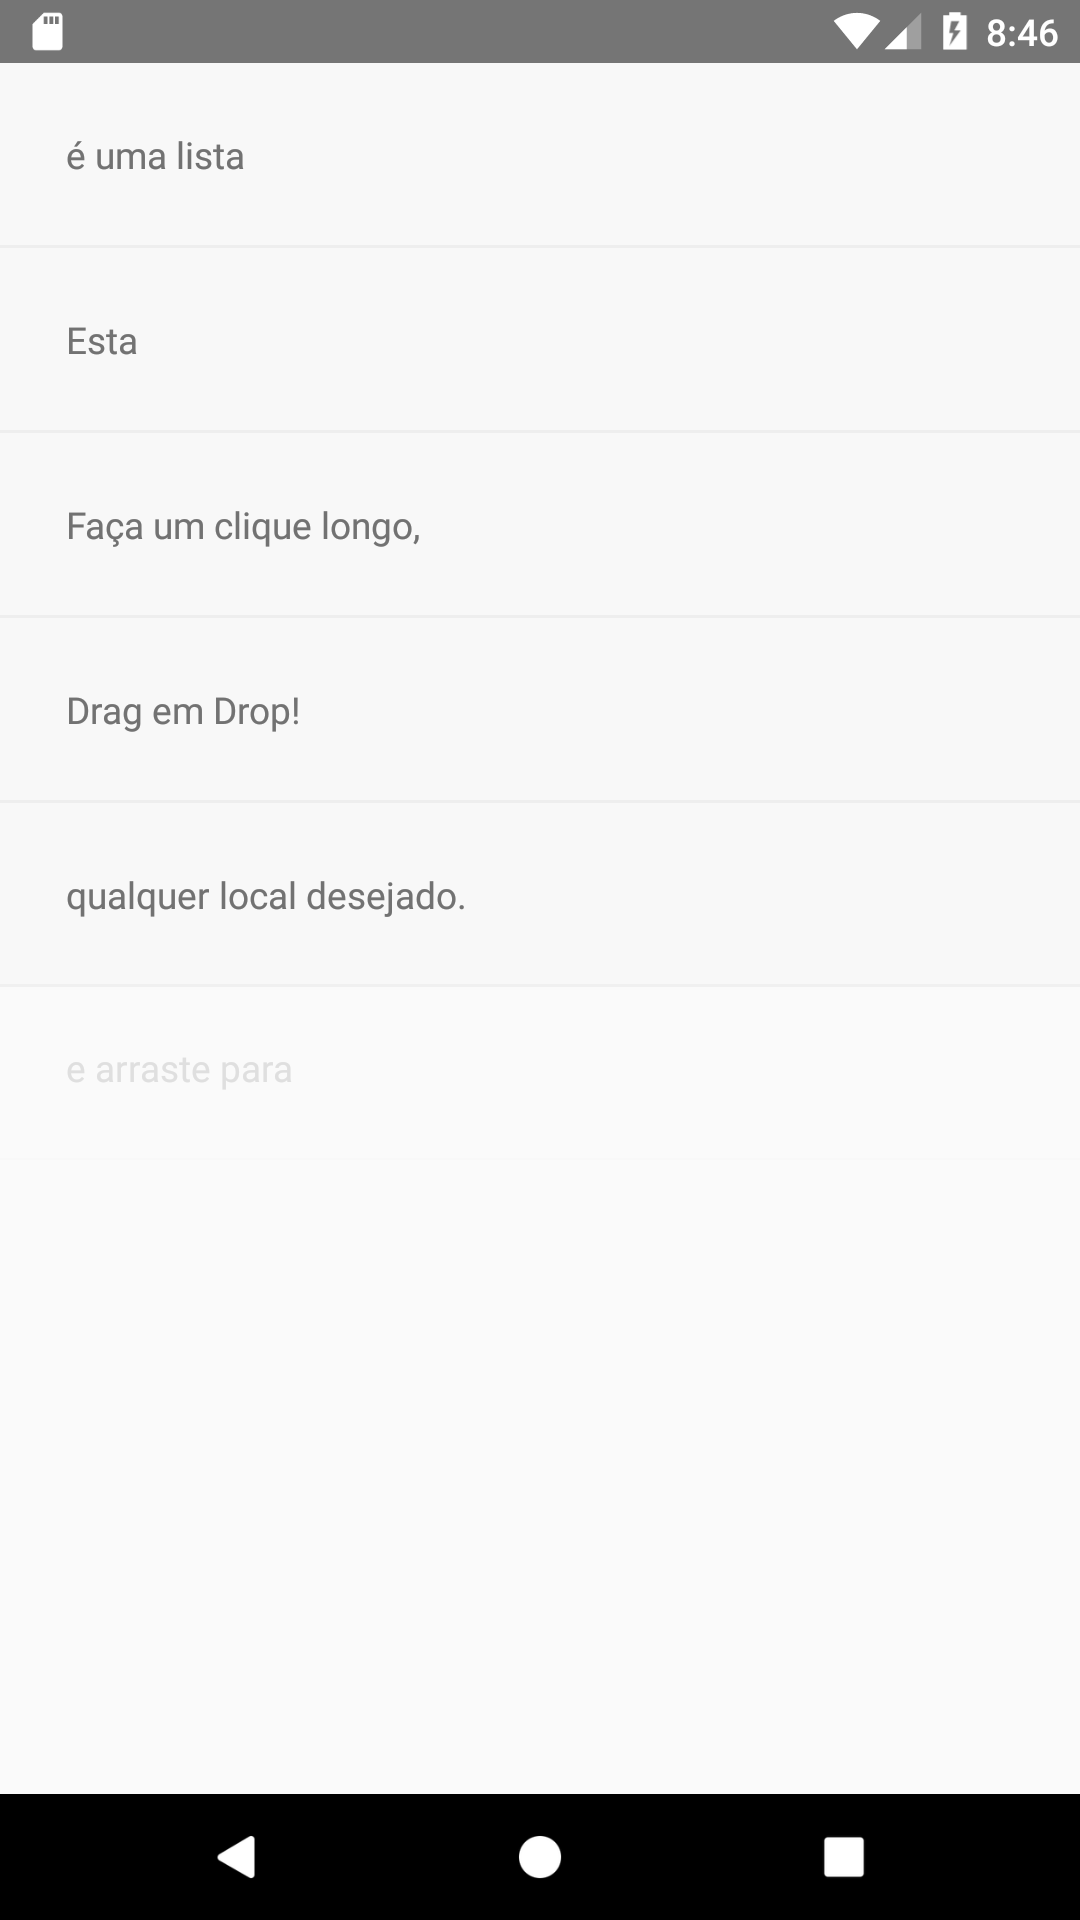 8:46
é uma lista
Esta
Faça um clique longo,
Drag em Drop!
qualquer local desejado.
e arraste para